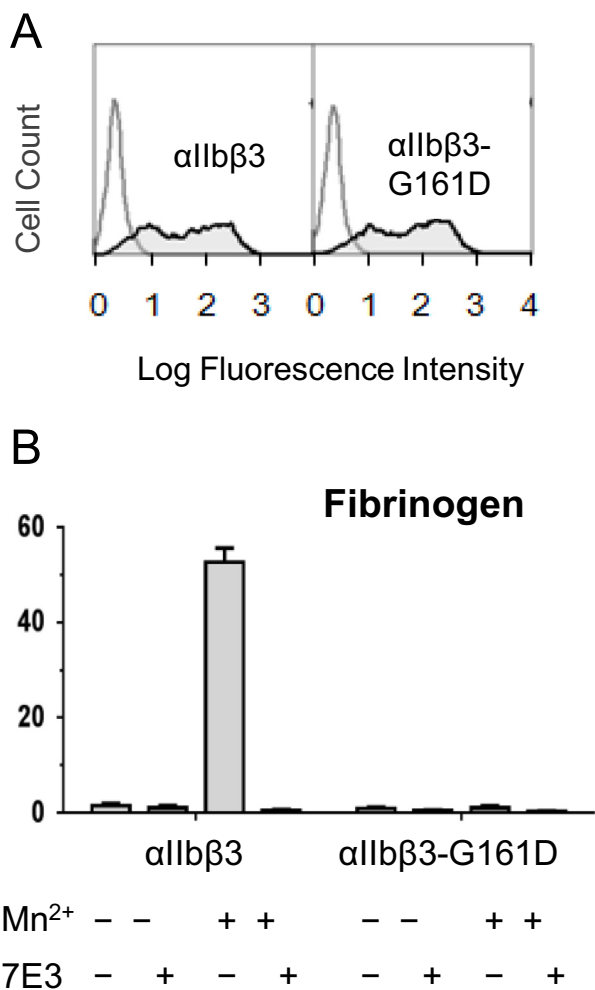 A
Cell Count
αIIbβ3
αIIbβ3-
G161D
0 1 2 3 0 1 2 3 4
Log Fluorescence Intensity
B
Fibrinogen
60
40
20
0
αIIbβ3 αIIbβ3-G161D
Mn²⁺ − − + + − − + +
7E3 − + − + − + − +